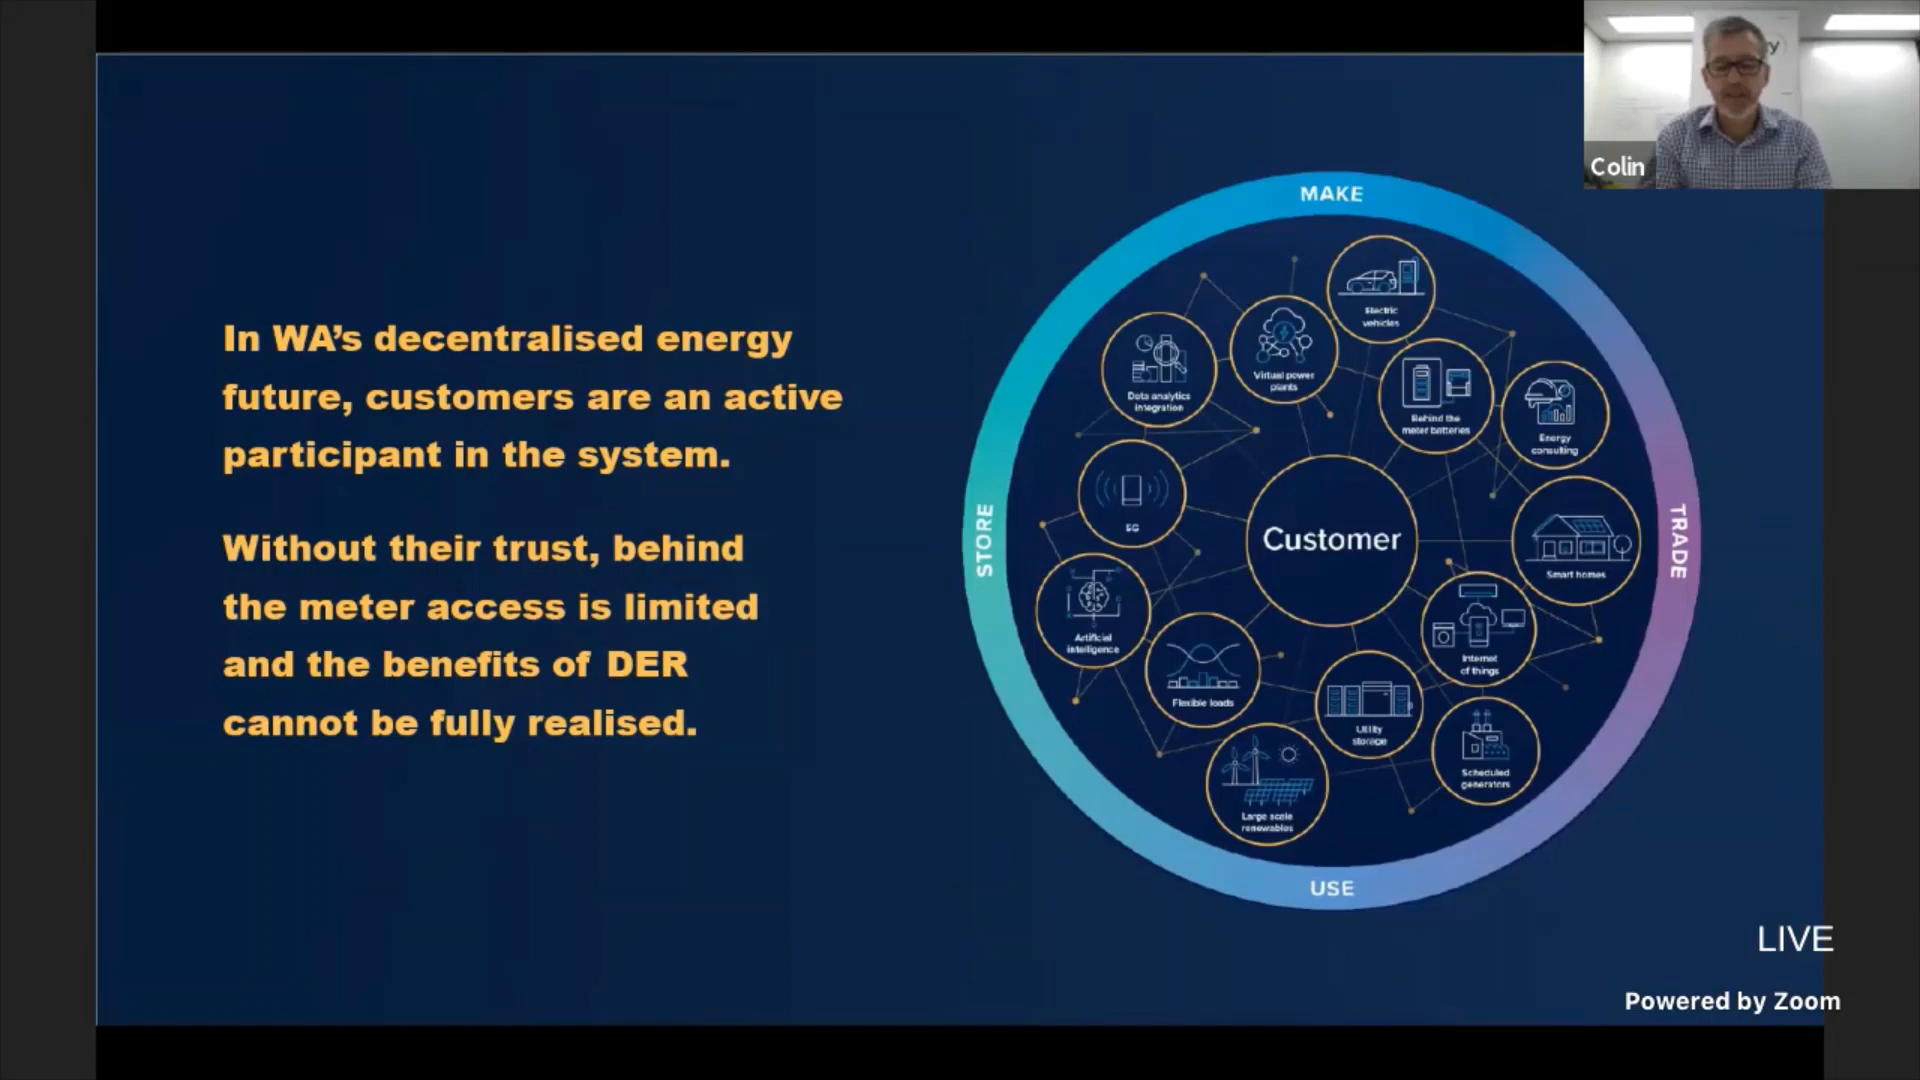 In WA's decentralised energy
future, customers are an active
participant in the system.
Without their trust, behind
the meter access is limited
and the benefits of DER
cannot be fully realised.
MAKE
Electric
vehicles
Virtual power
plants
Data analytics
integration
Behind the
meter batteries
Energy
consulting
5G
STORE
Customer
TRADE
Smart homes
Artificial
intelligence
Internet
of things
Flexible loads
Utility
storage
Scheduled
generators
Large scale
renewables
USE
Colin
LIVE
Powered by Zoom